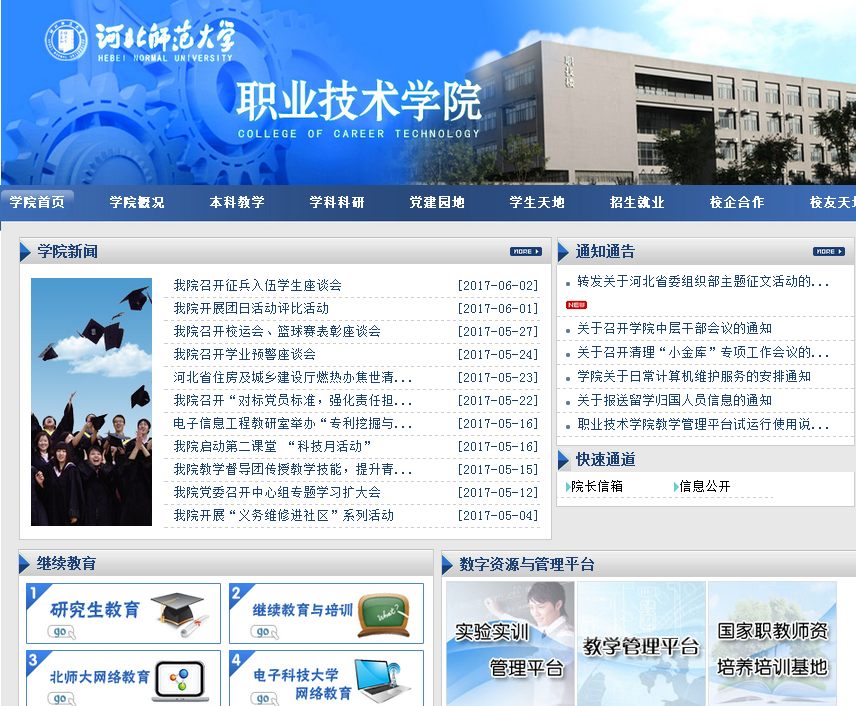 河北师范大学
HEBEI NORMAL UNIVERSITY
职业技术学院
COLLEGE OF CAREER TECHNOLOGY
职技楼
学院首页 学院概况 本科教学 学科科研 党建园地 学生天地 招生就业 校企合作 校友天
学院新闻 MORE
我院召开征兵入伍学生座谈会 [2017-06-02]
我院开展团日活动评比活动 [2017-06-01]
我院召开校运会、篮球赛表彰座谈会 [2017-05-27]
我院召开学业预警座谈会 [2017-05-24]
河北省住房及城乡建设厅燃热办焦世清... [2017-05-23]
我院召开“对标党员标准，强化责任担... [2017-05-22]
电子信息工程教研室举办“专利挖掘与... [2017-05-16]
我院启动第二课堂 “科技月活动” [2017-05-16]
我院教学督导团传授教学技能，提升青... [2017-05-15]
我院党委召开中心组专题学习扩大会 [2017-05-12]
我院开展“义务维修进社区”系列活动 [2017-05-04]
通知通告 MORE
转发关于河北省委组织部主题征文活动的...
NEW
关于召开学院中层干部会议的通知
关于召开清理“小金库”专项工作会议的...
学院关于日常计算机维护服务的安排通知
关于报送留学归国人员信息的通知
职业技术学院教学管理平台试运行使用说...
快速通道
院长信箱 信息公开
继续教育
1 研究生教育
go
2 继续教育与培训
go
What?
3 北师大网络教育
go
4 电子科技大学
网络教育
go
数字资源与管理平台
实验实训
管理平台
教学管理平台
国家职教师资
培养培训基地